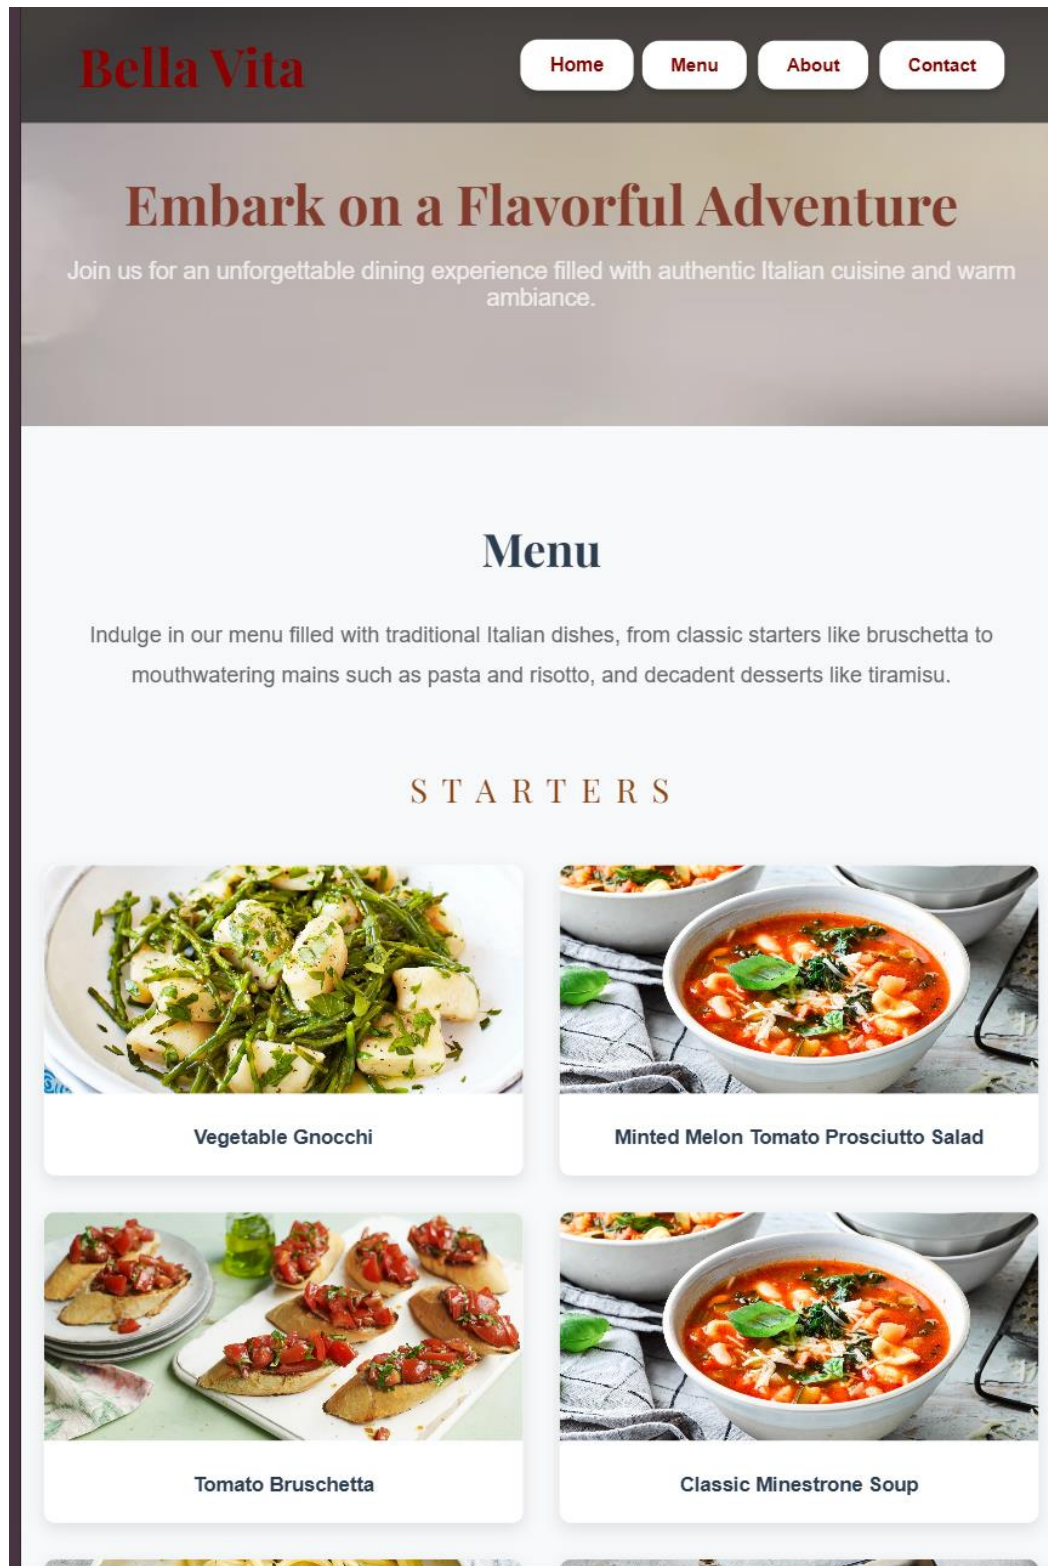 Bella Vita
Home
Menu
About
Contact
Embark on a Flavorful Adventure
Join us for an unforgettable dining experience filled with authentic Italian cuisine and warm
ambiance.
Menu
Indulge in our menu filled with traditional Italian dishes, from classic starters like bruschetta to
mouthwatering mains such as pasta and risotto, and decadent desserts like tiramisu.
STARTERS
Vegetable Gnocchi
Minted Melon Tomato Prosciutto Salad
Tomato Bruschetta
Classic Minestrone Soup